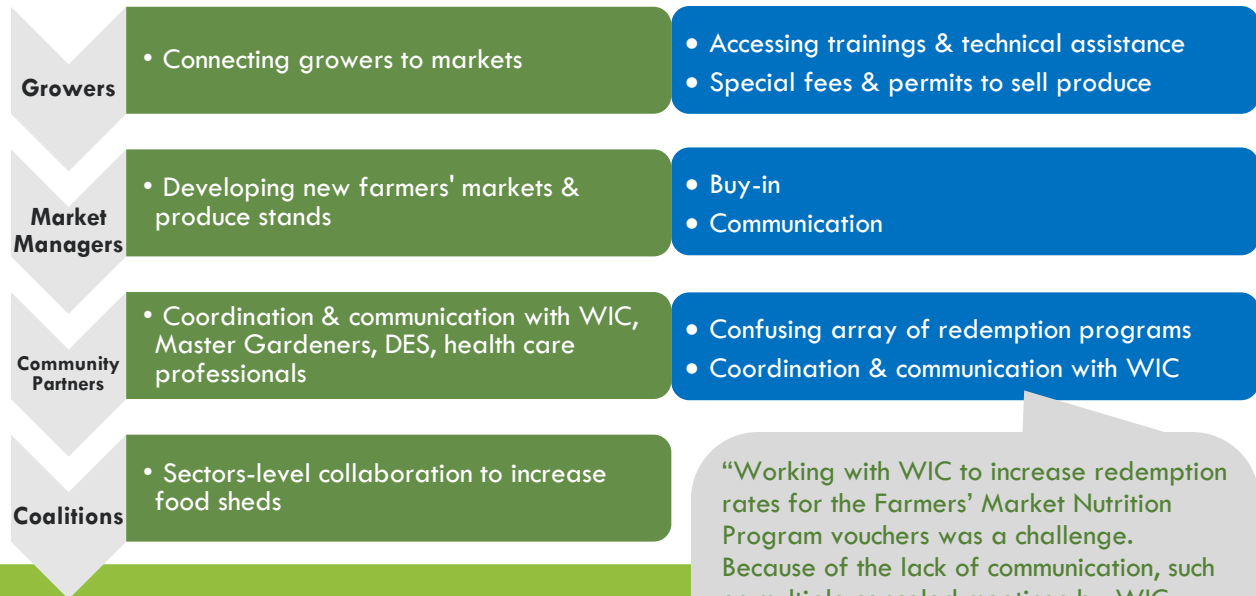 Growers
• Connecting growers to markets
• Accessing trainings & technical assistance
• Special fees & permits to sell produce
Market
Managers
• Developing new farmers' markets &
produce stands
• Buy-in
• Communication
Community
Partners
• Coordination & communication with WIC,
Master Gardeners, DES, health care
professionals
• Confusing array of redemption programs
• Coordination & communication with WIC
Coalitions
• Sectors-level collaboration to increase
food sheds
“Working with WIC to increase redemption
rates for the Farmers’ Market Nutrition
Program vouchers was a challenge.
Because of the lack of communication, such